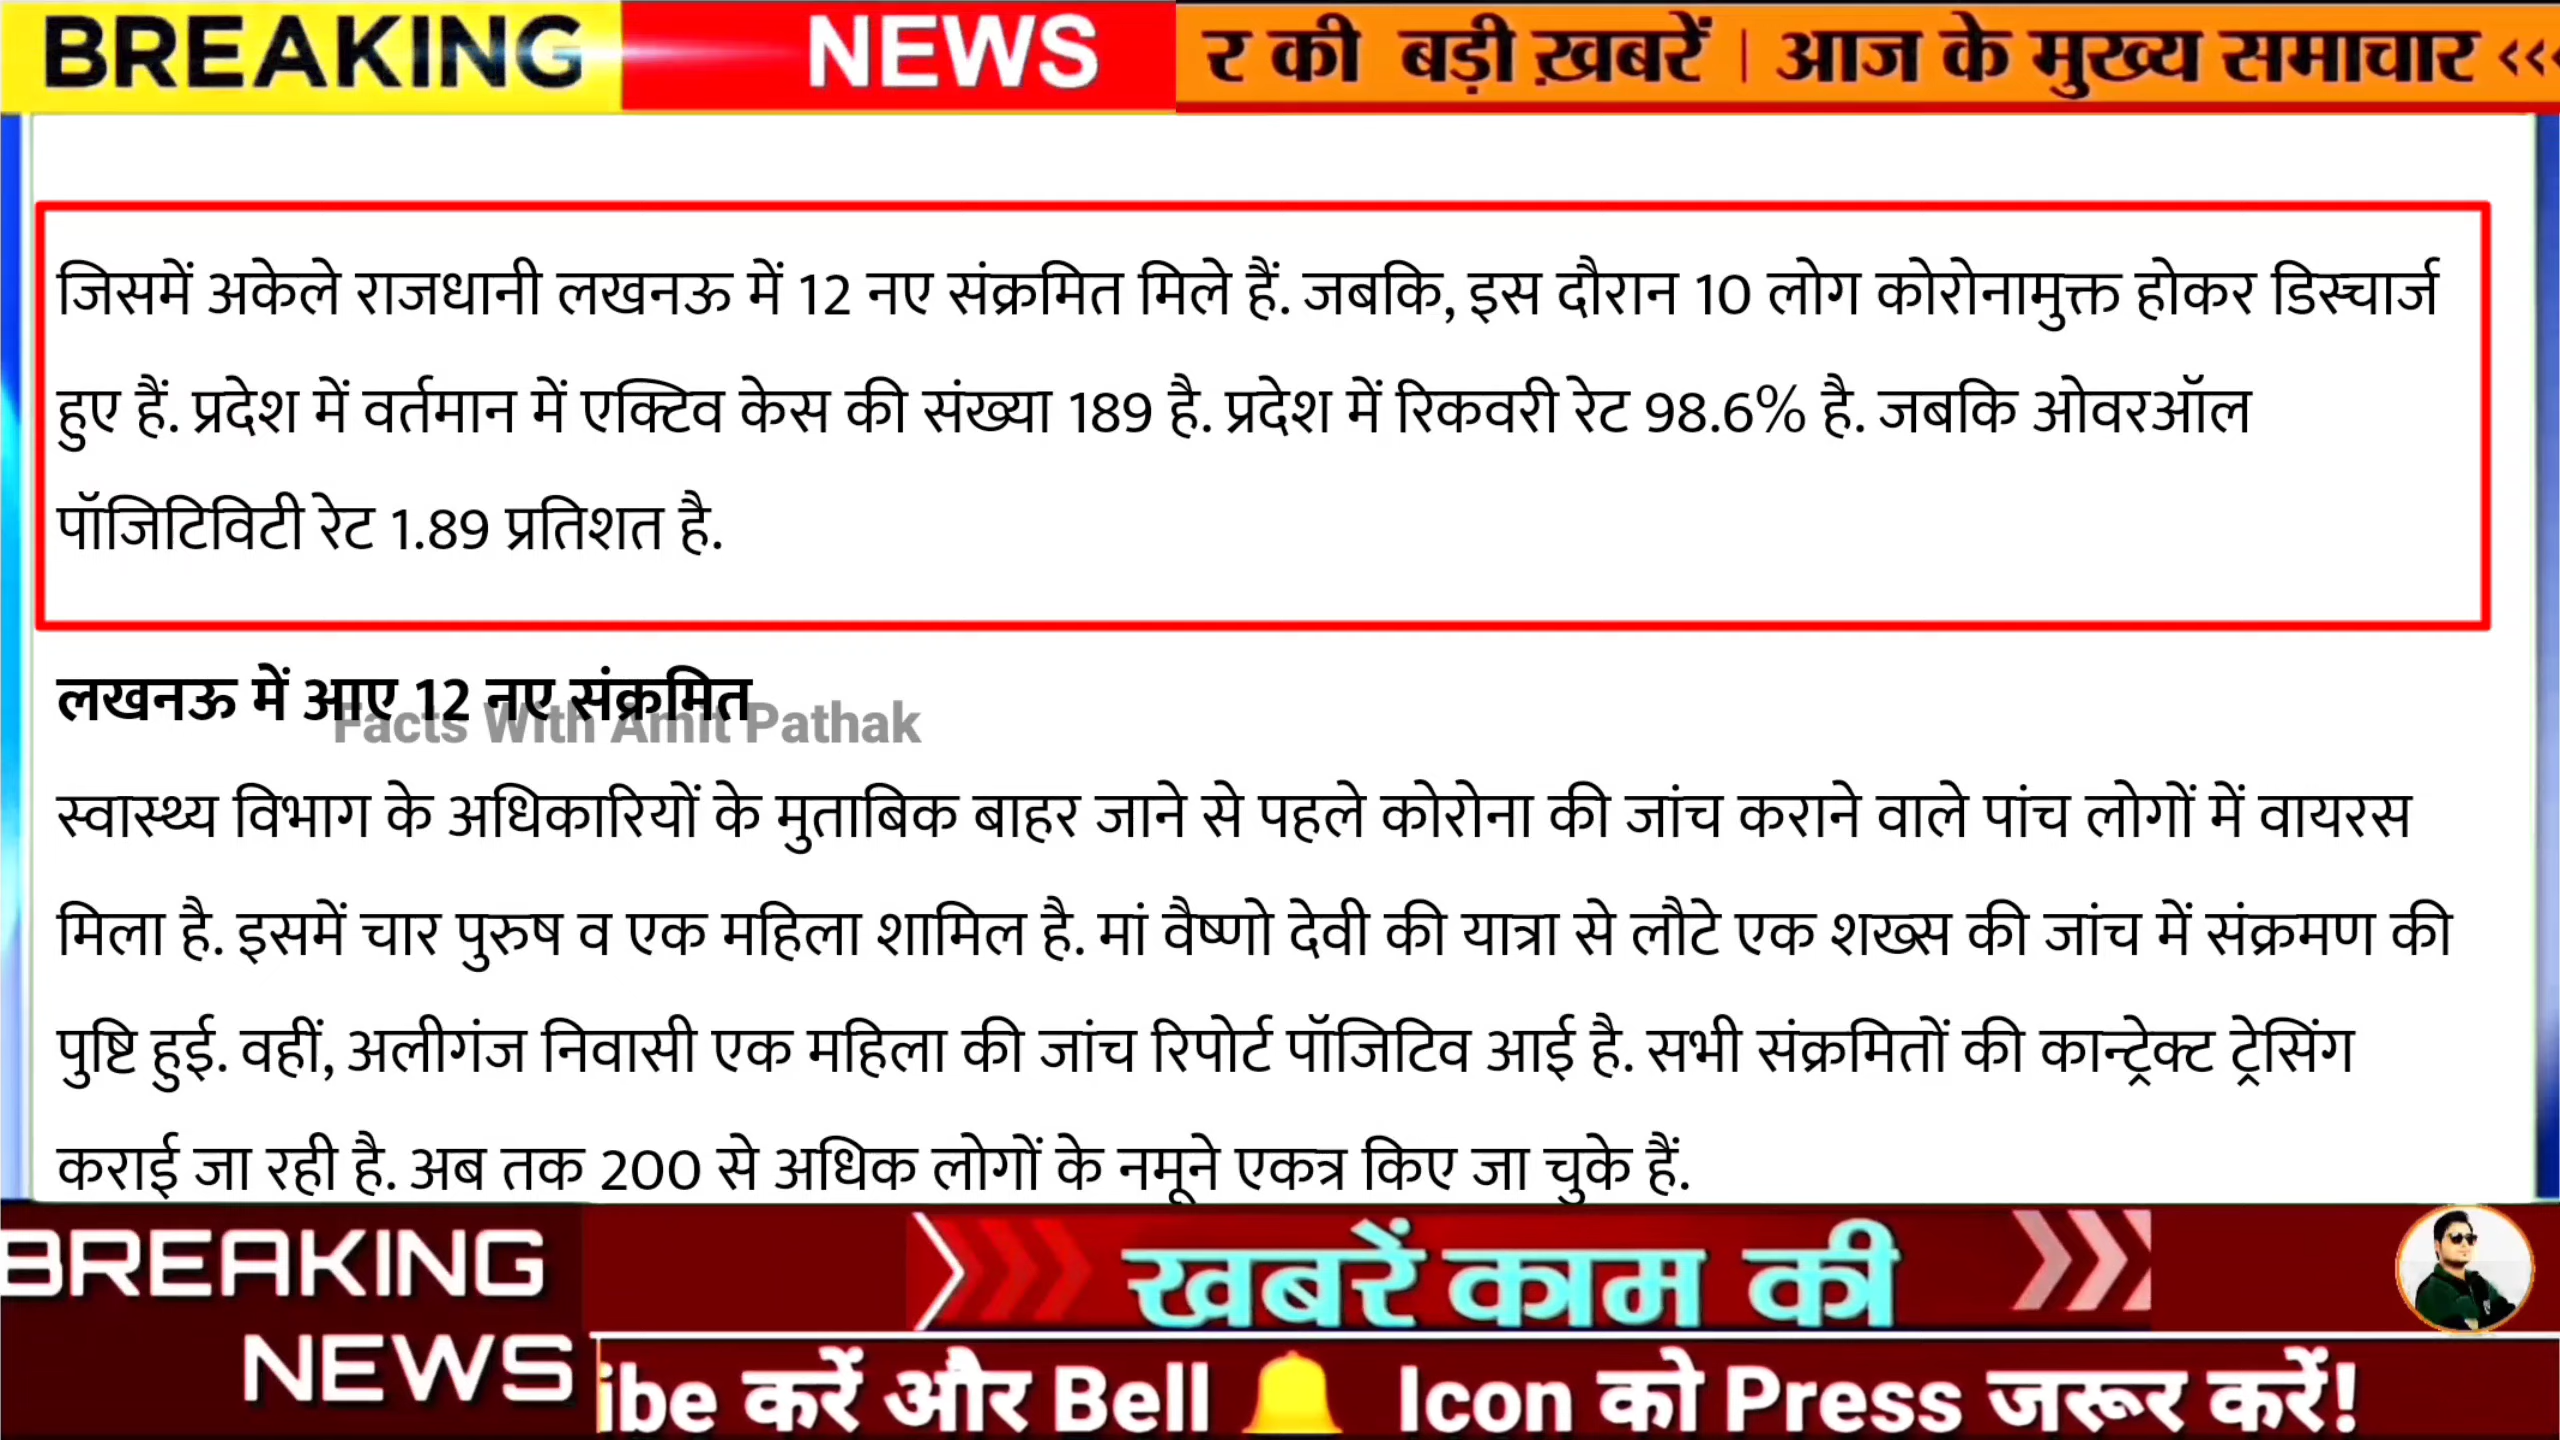 BREAKING NEWS र की बड़ी ख़बरें | आज के मुख्य समाचार <<<
जिसमें अकेले राजधानी लखनऊ में 12 नए संक्रमित मिले हैं. जबकि, इस दौरान 10 लोग कोरोनामुक्त होकर डिस्चार्ज
हुए हैं. प्रदेश में वर्तमान में एक्टिव केस की संख्या 189 है. प्रदेश में रिकवरी रेट 98.6% है. जबकि ओवरऑल
पॉजिटिविटी रेट 1.89 प्रतिशत है.
लखनऊ में आए 12 नए संक्रमित
Facts With Amit Pathak
स्वास्थ्य विभाग के अधिकारियों के मुताबिक बाहर जाने से पहले कोरोना की जांच कराने वाले पांच लोगों में वायरस
मिला है. इसमें चार पुरुष व एक महिला शामिल है. मां वैष्णो देवी की यात्रा से लौटे एक शख्स की जांच में संक्रमण की
पुष्टि हुई. वहीं, अलीगंज निवासी एक महिला की जांच रिपोर्ट पॉजिटिव आई है. सभी संक्रमितों की कान्ट्रेक्ट ट्रेसिंग
कराई जा रही है. अब तक 200 से अधिक लोगों के नमूने एकत्र किए जा चुके हैं.
BREAKING
NEWS
खबरें काम की
ibe करें और Bell 🔔 Icon को Press जरूर करें!